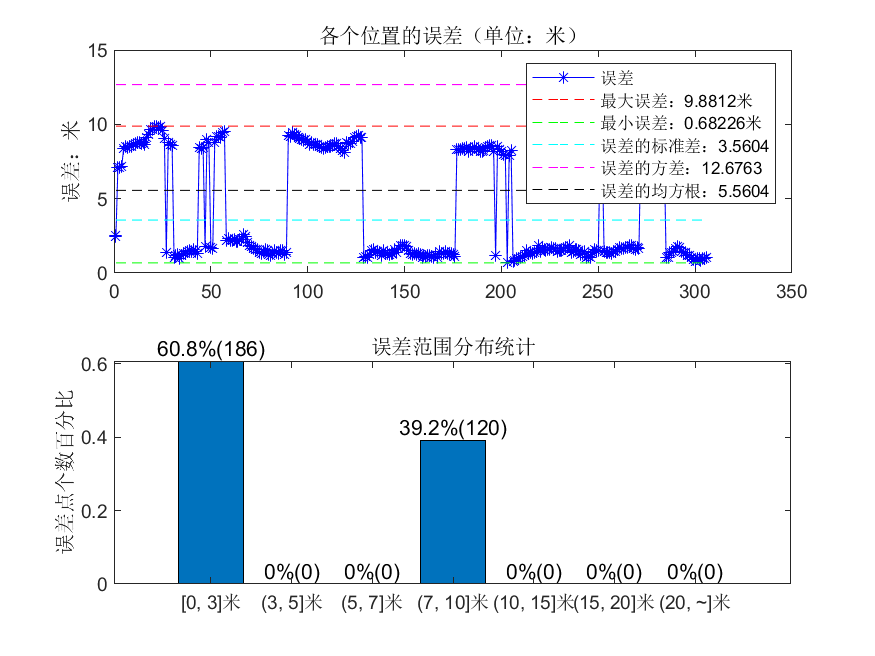 各个位置的误差（单位：米）
15
10
5
0
误差：米
误差
最大误差：9.8812米
最小误差：0.68226米
误差的标准差：3.5604
误差的方差：12.6763
误差的均方根：5.5604
0
50
100
150
200
250
300
350
误差范围分布统计
0.6
0.4
0.2
0
误差点个数百分比
60.8%(186)
0%(0)
0%(0)
39.2%(120)
0%(0)
0%(0)
0%(0)
[0, 3]米
(3, 5]米
(5, 7]米
(7, 10]米
(10, 15]米
(15, 20]米
(20, ~]米